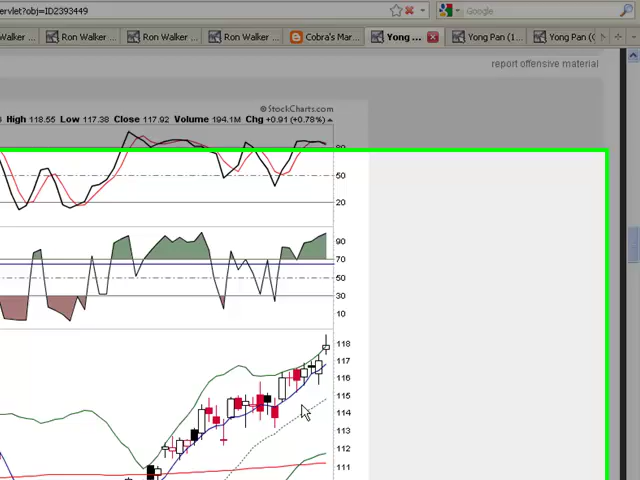 ervlet?obj=ID2393449
Google
Walker ...
Ron Walker ...
Ron Walker ...
Ron Walker ...
Cobra's Mar...
Yong ...
Yong Pan (1...
Yong Pan (C
report offensive material
© StockCharts.com
High 118.55 Low 117.38 Close 117.92 Volume 194.1M Chg +0.91 (+0.78%)
80
50
20
90
70
50
30
10
118
117
116
115
114
113
112
111